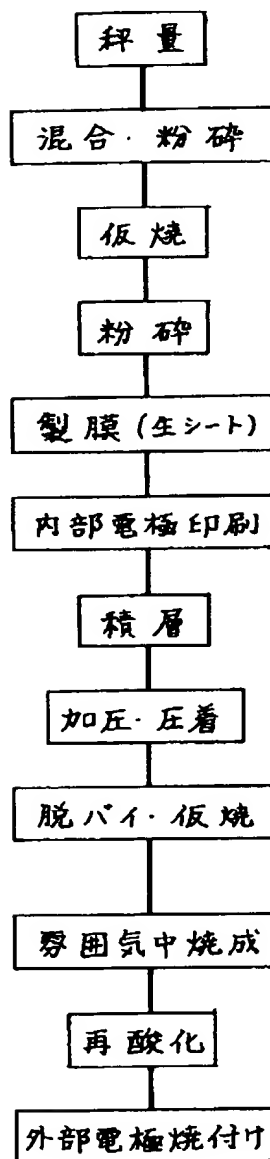 秤量
混合・粉砕
仮焼
粉砕
製膜(生シート)
内部電極印刷
積層
加圧・圧着
脱バイ・仮焼
雰囲気中焼成
再酸化
外部電極焼付け